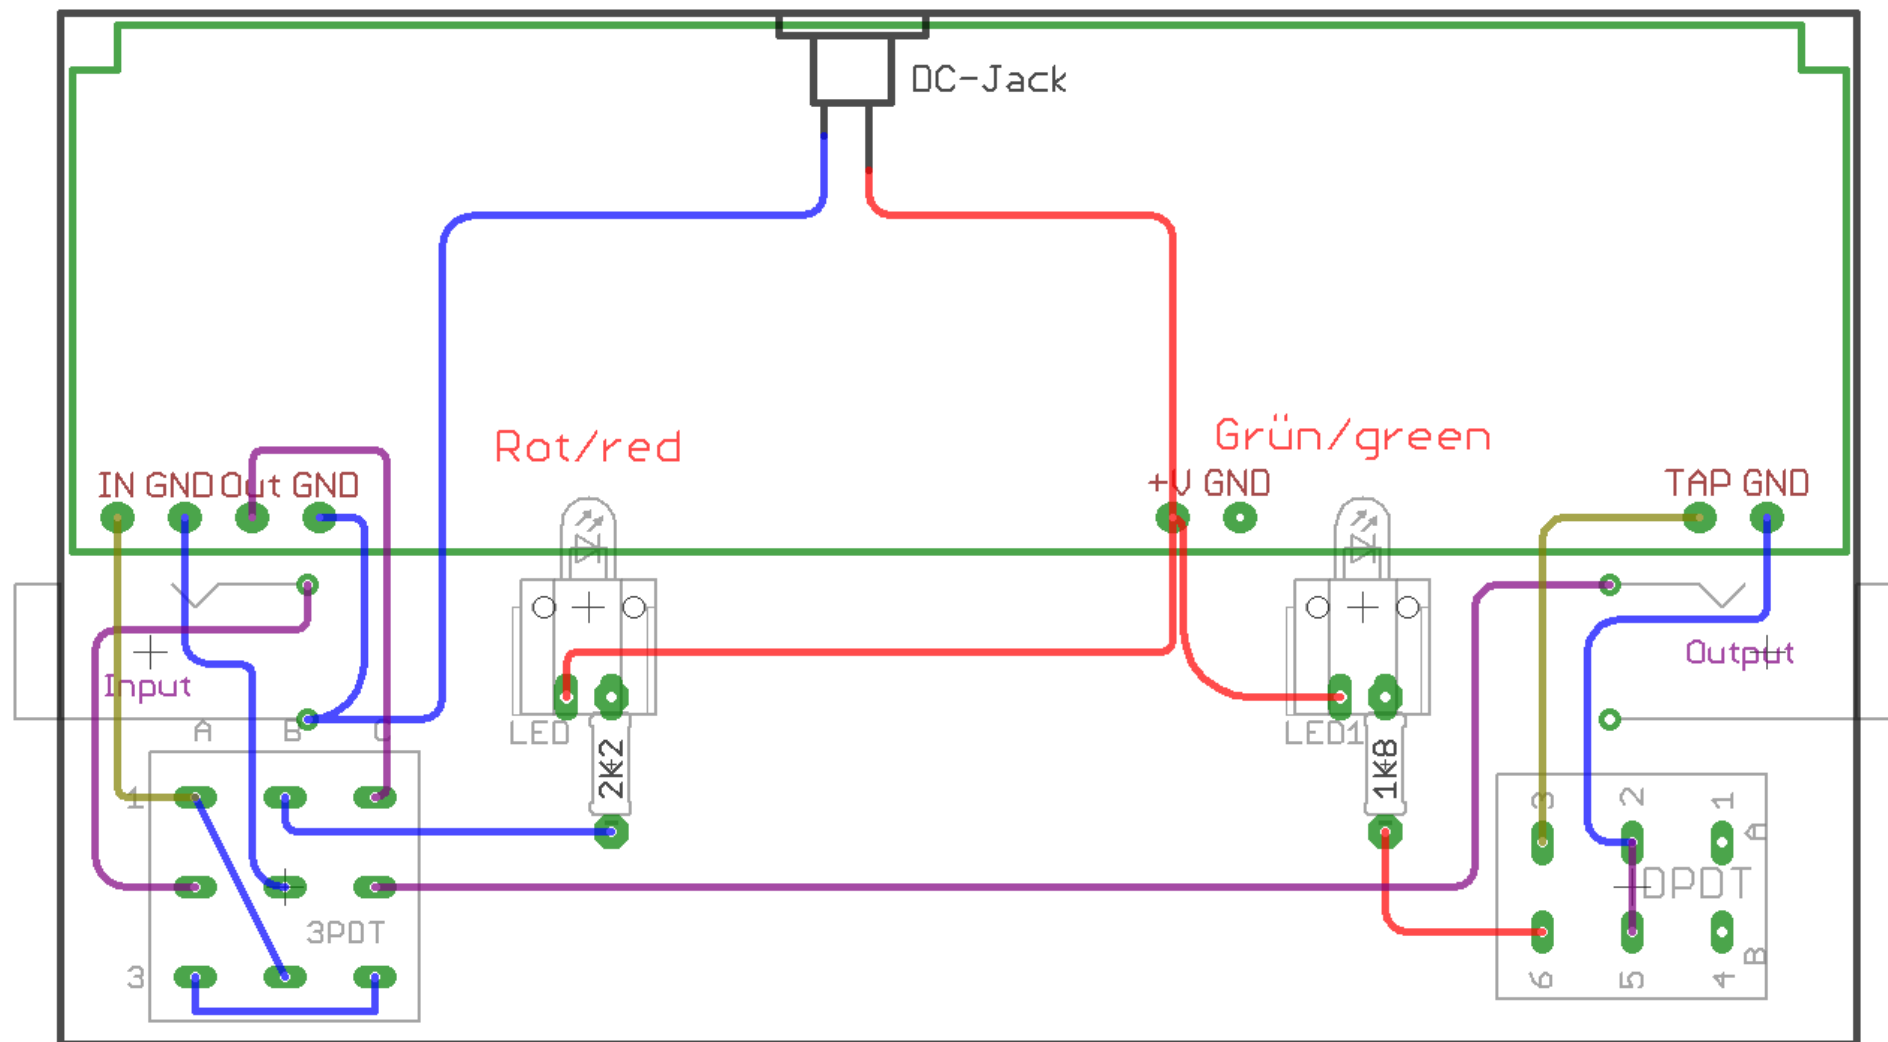 DC-Jack
Rot/red
Grün/green
IN GND Out GND
+V GND
TAP GND
Input
Output
A B C
LED
LED1
2K2
1K8
1
3
3PDT
3 2 1
A
DPDT
B
6 5 4